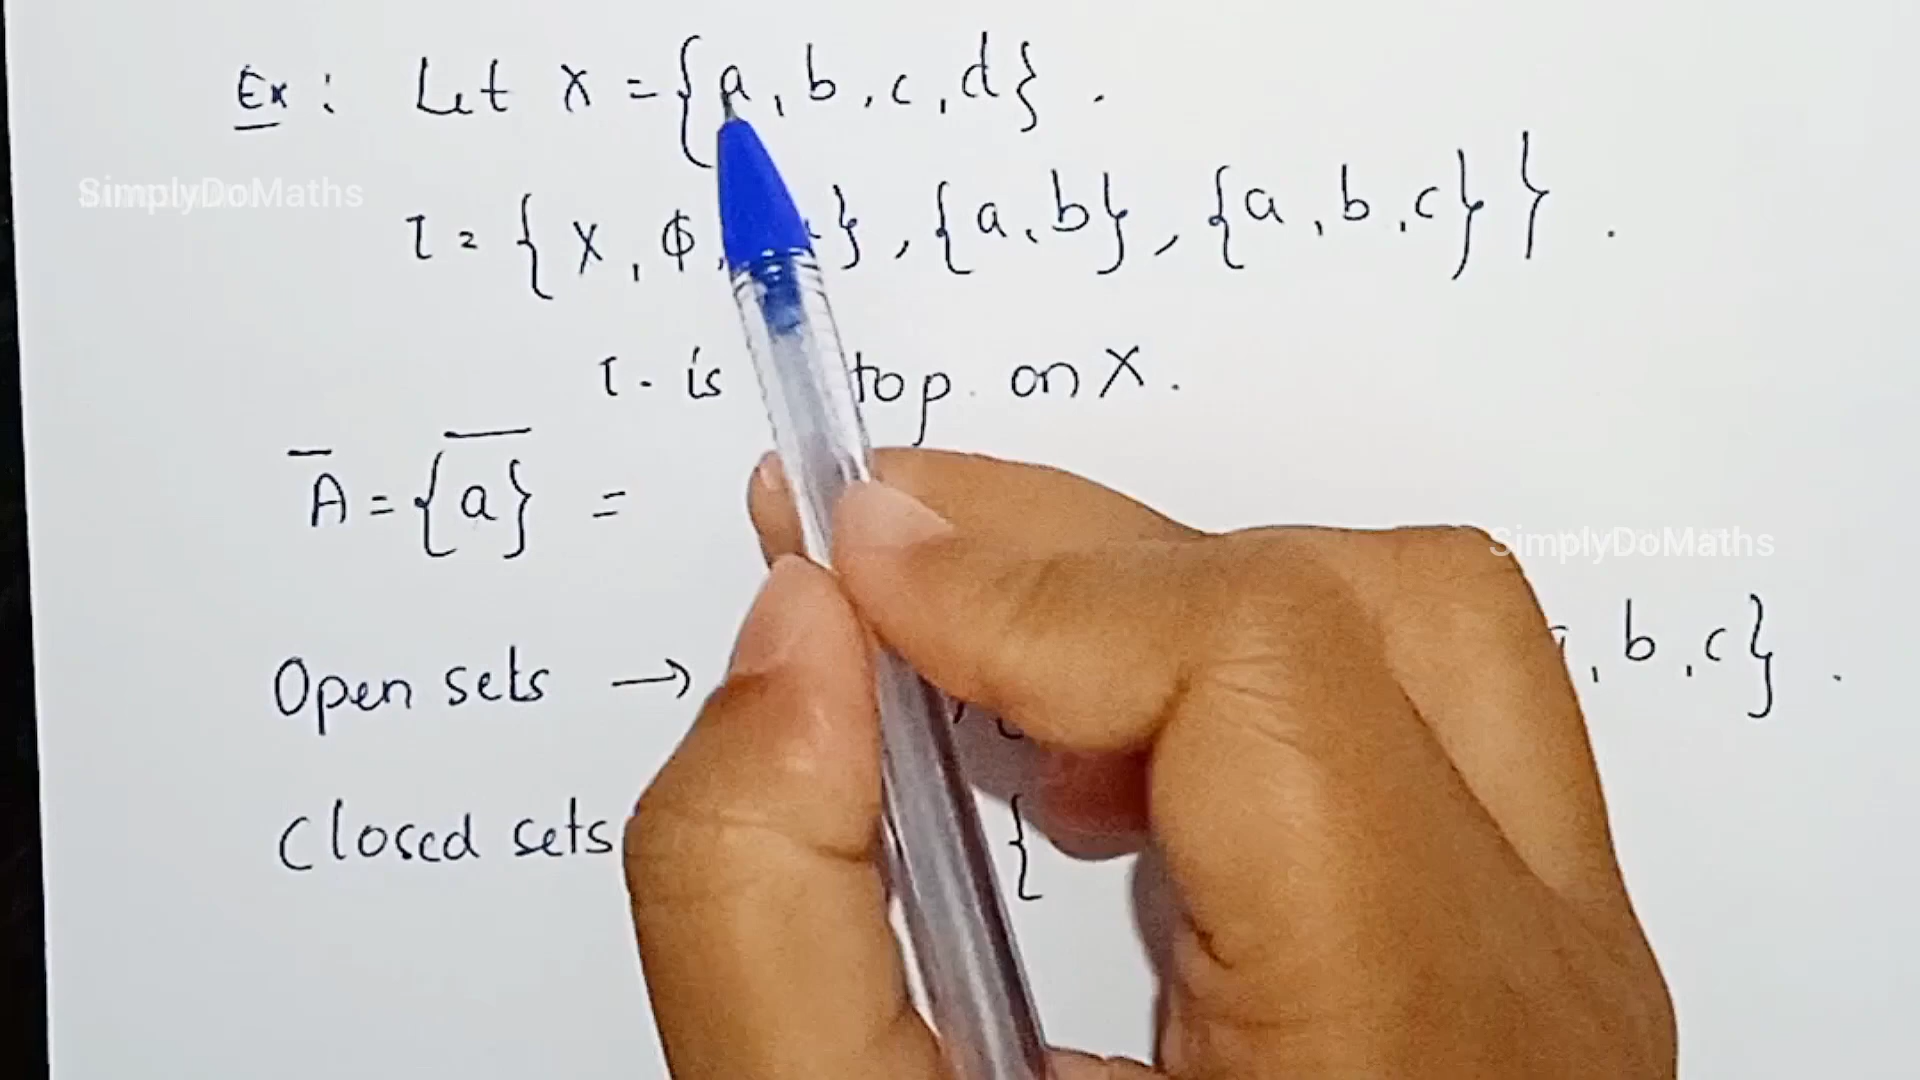 Ex : Let X = {a, b, c, d} .
SimplyDoMaths
τ = { X, φ, }, {a, b}, {a, b, c} } .
τ - is top. on X .
A̅ = {a}̅ =
SimplyDoMaths
Open sets → , b, c} .
Closed sets {